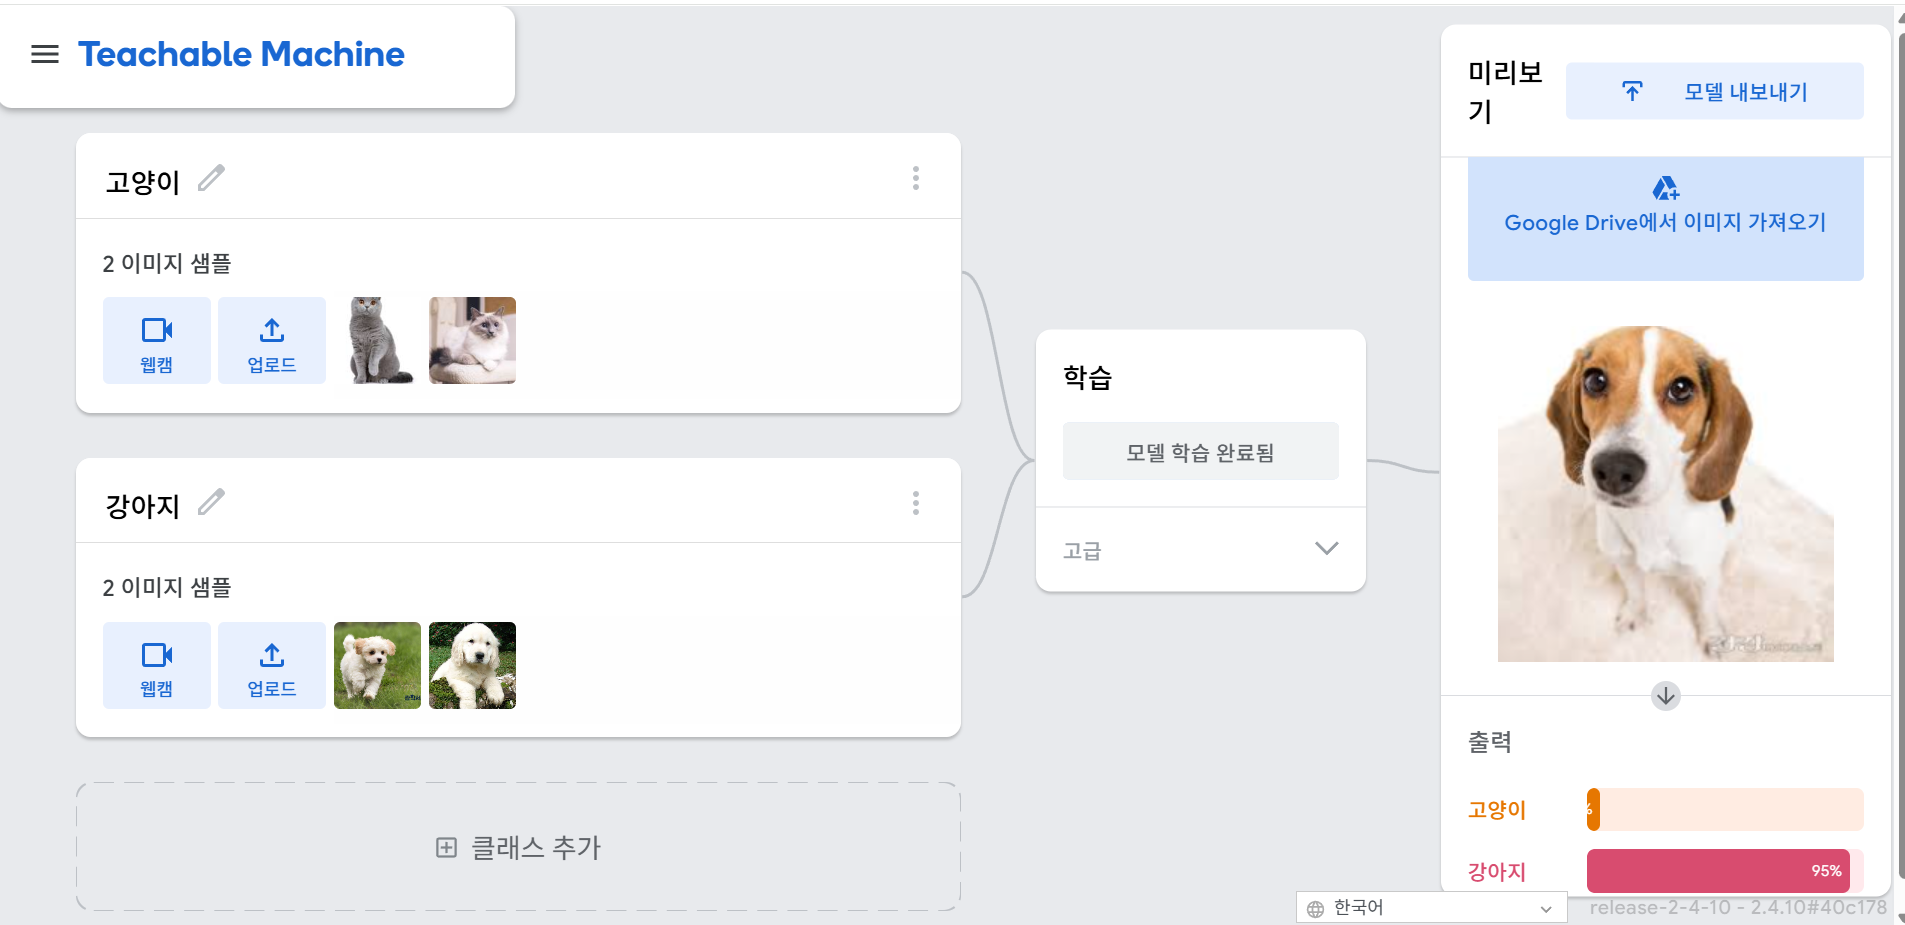 Teachable Machine
고양이
2 이미지 샘플
웹캠
업로드
강아지
2 이미지 샘플
웹캠
업로드
클래스 추가
학습
모델 학습 완료됨
고급
미리보
기
모델 내보내기
Google Drive에서 이미지 가져오기
출력
고양이
%
강아지
95%
한국어
release-2-4-10 - 2.4.10#40c178